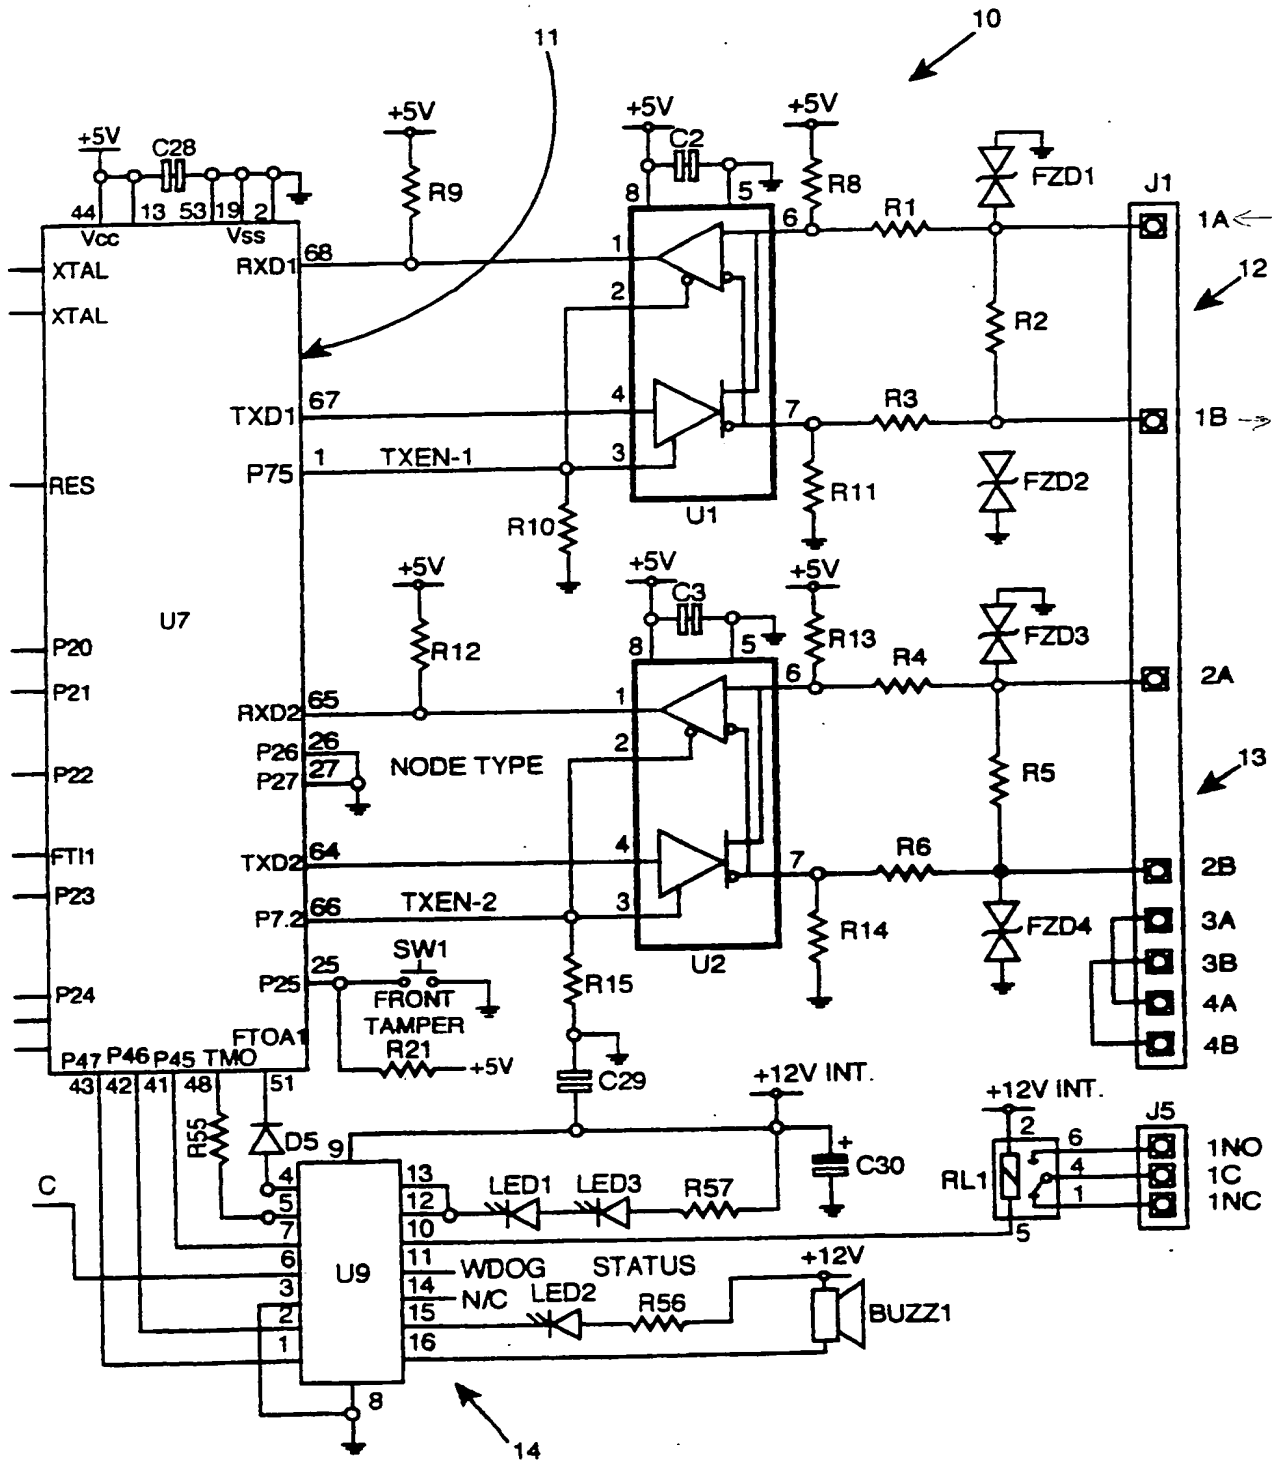 10
11
+5V
+5V
+5V
+5V
C28
C2
R9
R8
FZD1
J1
44
13
53
19
2
8
5
Vcc
Vss
6
R1
1A
XTAL
RXD1
68
1
2
12
XTAL
R2
TXD1
67
4
7
R3
1B
P75
1
TXEN-1
3
RES
R10
R11
FZD2
U1
+5V
+5V
+5V
C3
U7
R12
8
5
R13
FZD3
P20
6
R4
2A
P21
RXD2
65
1
P26
26
2
P22
P27
27
NODE TYPE
R5
13
FTI1
TXD2
64
4
7
R6
2B
P23
P7.2
66
TXEN-2
3
3A
R14
FZD4
U2
SW1
3B
P25
25
R15
P24
FRONT
TAMPER
4A
FTOA1
R21
+5V
4B
P47
P46
P45
TMO
43
42
41
48
51
C29
+12V INT.
+12V INT.
J5
R55
D5
9
+
C30
2
6
1NO
RL1
4
1C
1
1NC
5
C
4
13
LED1
LED3
R57
5
12
7
10
6
U9
11
WDOG
STATUS
+12V
3
14
N/C
LED2
R56
BUZZ1
2
15
1
16
8
14